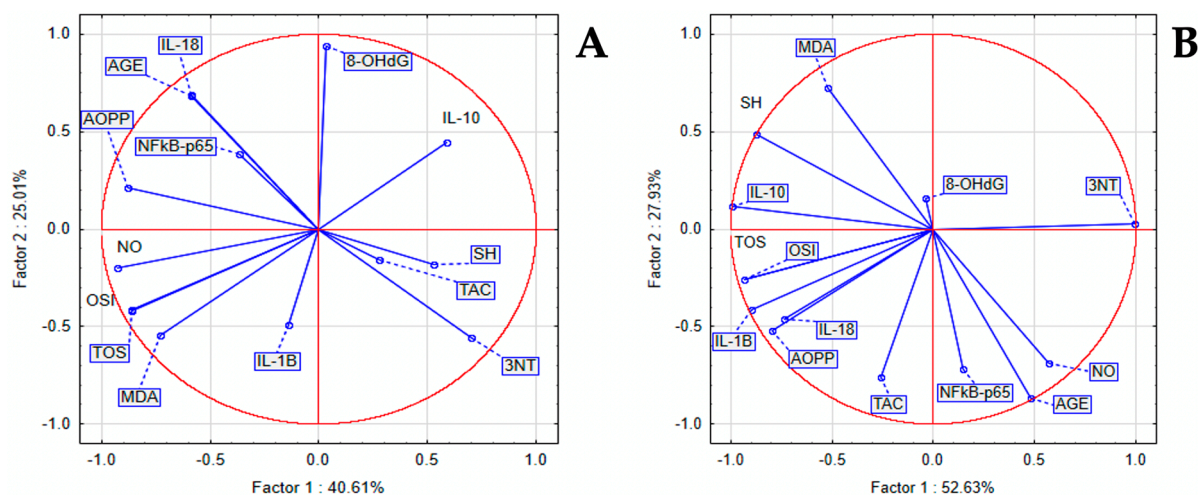 A
1.0
0.5
0.0
-0.5
-1.0
Factor 2 : 25.01%
IL-18
AGE
8-OHdG
AOPP
IL-10
NFkB-p65
NO
SH
TAC
OSI
TOS
IL-1B
3NT
MDA
-1.0
-0.5
0.0
0.5
1.0
Factor 1 : 40.61%
B
1.0
0.5
0.0
-0.5
-1.0
Factor 2 : 27.93%
MDA
SH
8-OHdG
3NT
IL-10
TOS
OSI
IL-1B
IL-18
AOPP
NO
TAC
NFkB-p65
AGE
-1.0
-0.5
0.0
0.5
1.0
Factor 1 : 52.63%